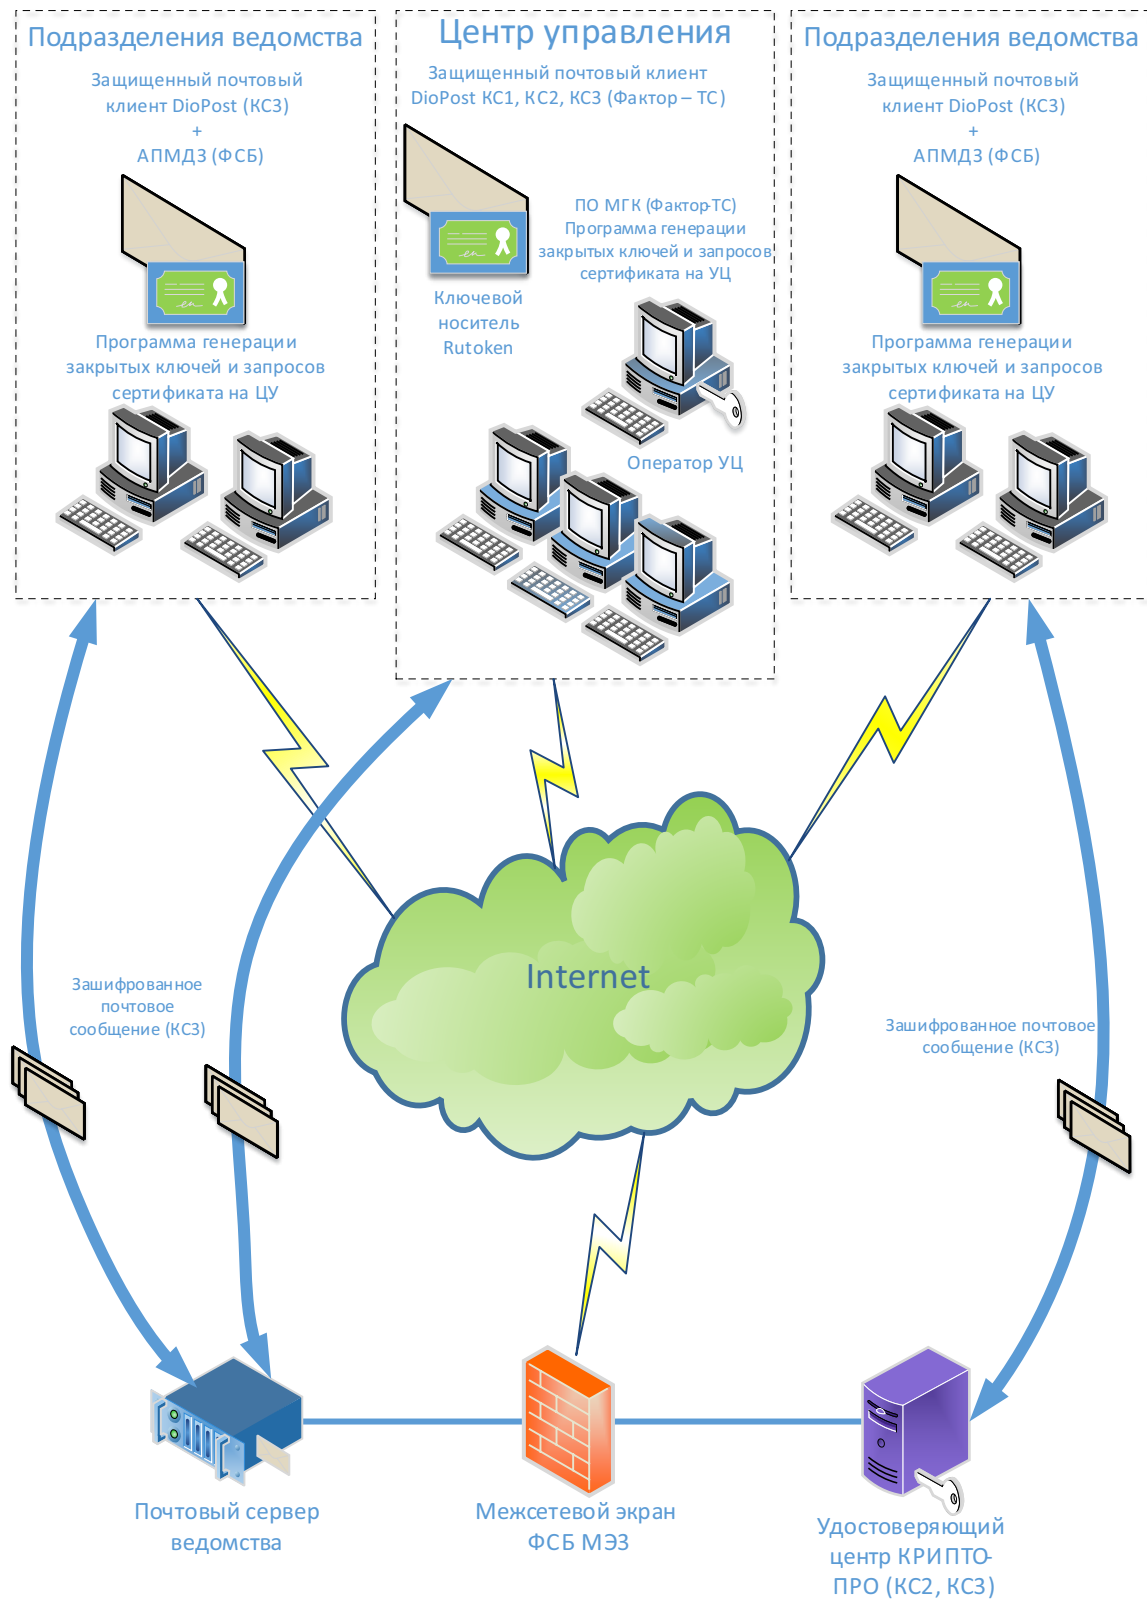 Подразделения ведомства
Защищенный почтовый
клиент DioPost (КС3)
+
АПМДЗ (ФСБ)
Программа генерации
закрытых ключей и запросов
сертификата на ЦУ
Центр управления
Защищенный почтовый клиент
DioPost КС1, КС2, КС3 (Фактор – ТС)
ПО МГК (Фактор-ТС)
Программа генерации
закрытых ключей и запросов
сертификата на УЦ
Ключевой
носитель
Rutoken
Оператор УЦ
Подразделения ведомства
Защищенный почтовый
клиент DioPost (КС3)
+
АПМДЗ (ФСБ)
Программа генерации
закрытых ключей и запросов
сертификата на ЦУ
Internet
Зашифрованное
почтовое
сообщение (КС3)
Зашифрованное почтовое
сообщение (КС3)
Почтовый сервер
ведомства
Межсетевой экран
ФСБ МЭ3
Удостоверяющий
центр КРИПТО-
ПРО (КС2, КС3)